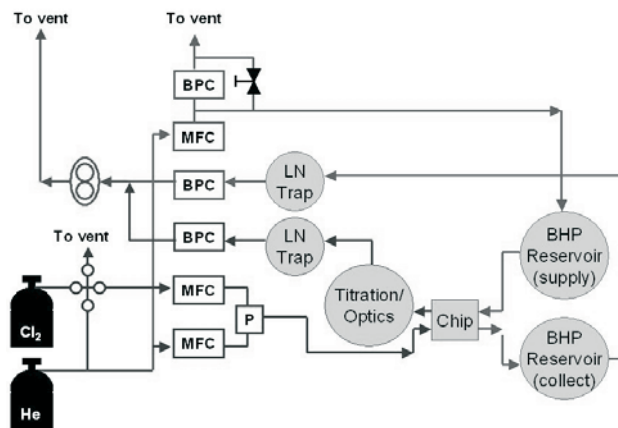 To vent
To vent
BPC
MFC
BPC
LN
Trap
To vent
BPC
LN
Trap
BHP
Reservoir
(supply)
Cl2
MFC
P
Titration/
Optics
Chip
MFC
BHP
Reservoir
(collect)
He